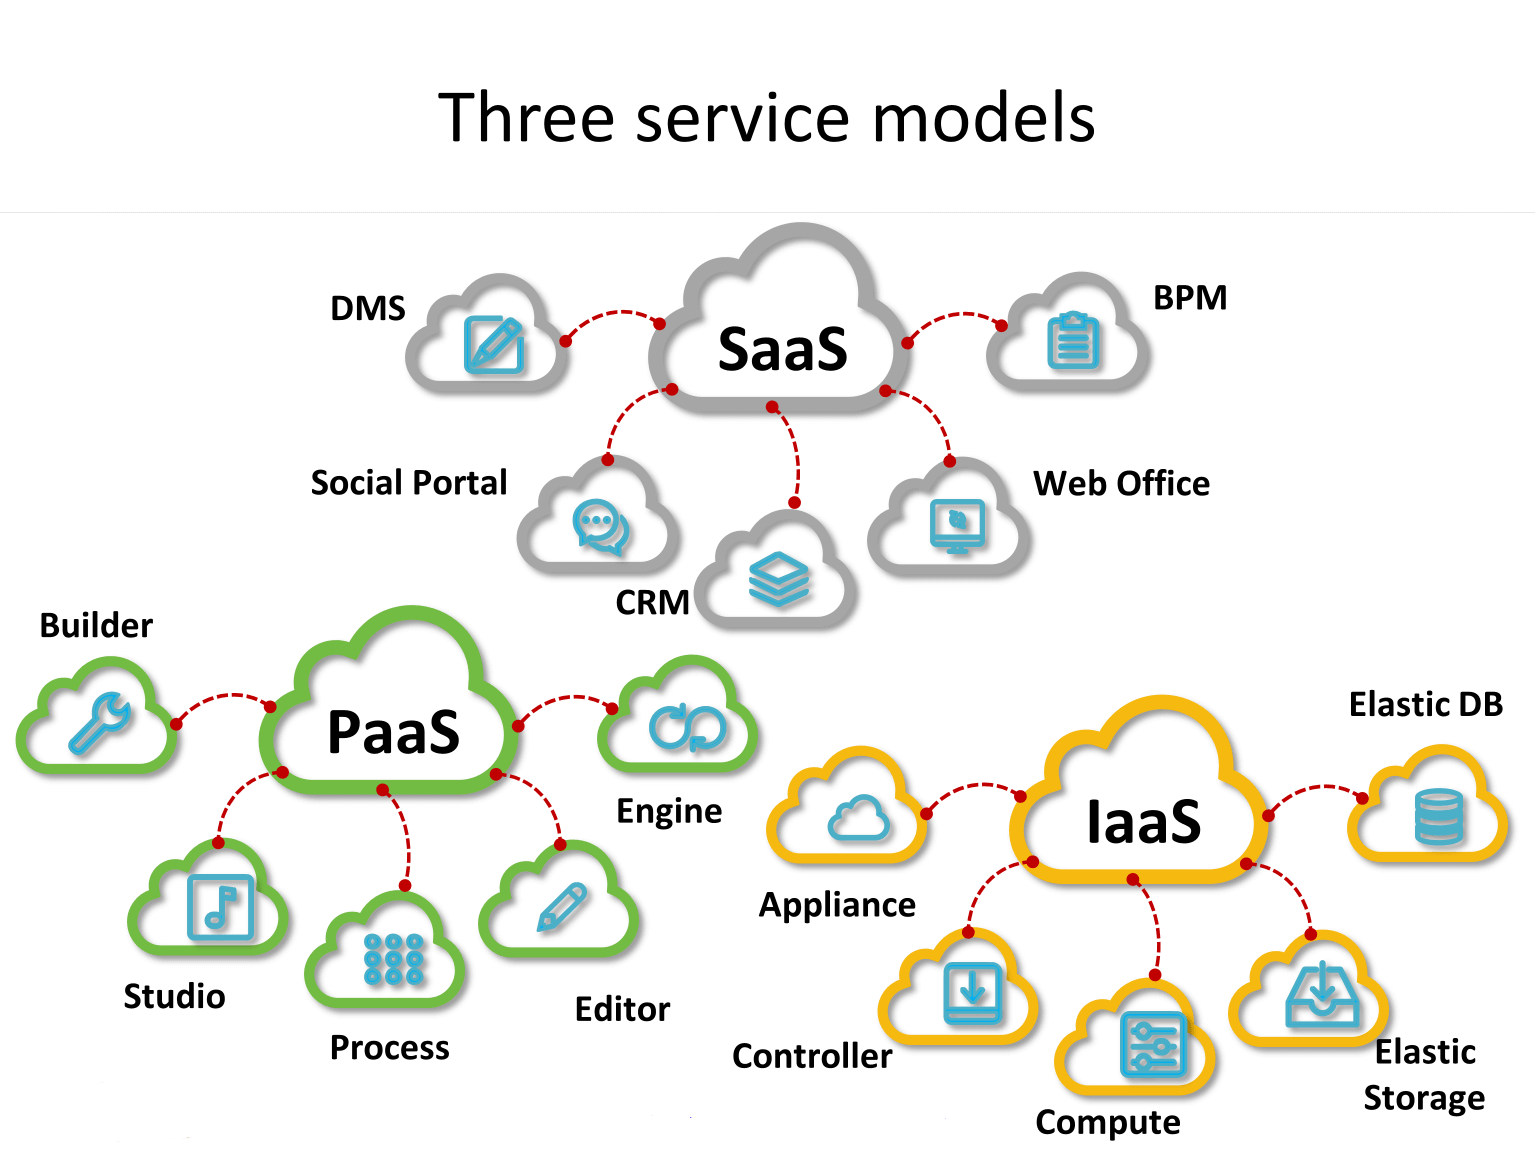 Three service models
DMS
SaaS
BPM
Social Portal
Web Office
CRM
Builder
PaaS
Engine
Studio
Process
Editor
Elastic DB
IaaS
Appliance
Controller
Compute
Elastic
Storage